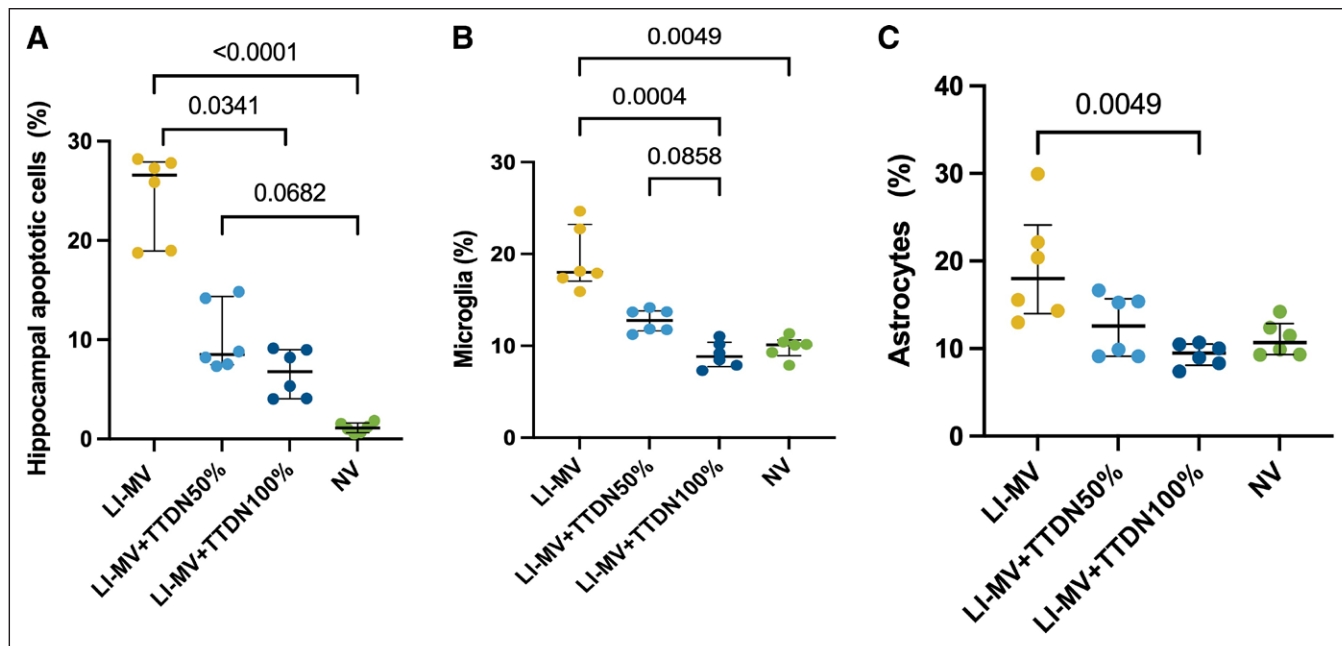 A
<0.0001
0.0341
0.0682
Hippocampal apoptotic cells (%)
30
20
10
0
LI-MV
LI-MV+TTDN50%
LI-MV+TTDN100%
NV
B
0.0049
0.0004
0.0858
Microglia (%)
30
20
10
0
LI-MV
LI-MV+TTDN50%
LI-MV+TTDN100%
NV
C
0.0049
Astrocytes (%)
40
30
20
10
0
LI-MV
LI-MV+TTDN50%
LI-MV+TTDN100%
NV